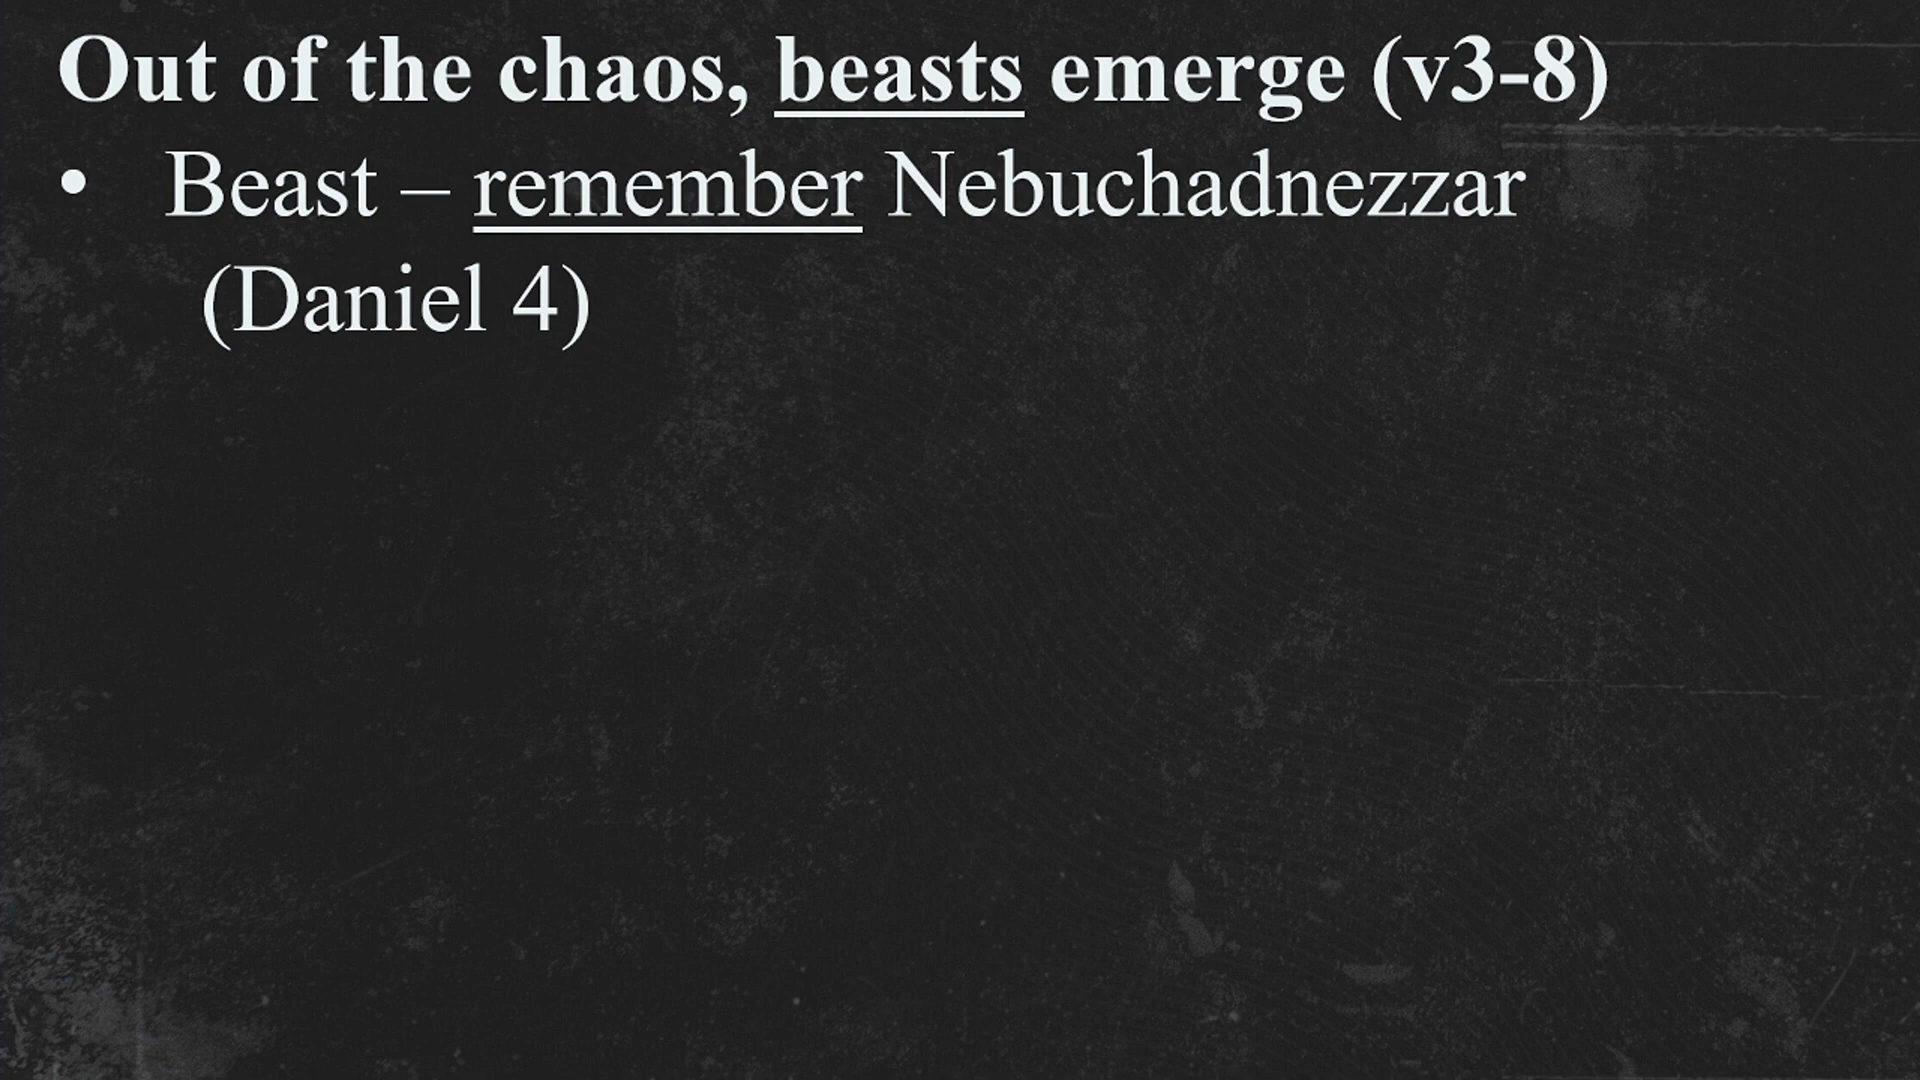 Out of the chaos, beasts emerge (v3-8)
• Beast – remember Nebuchadnezzar
(Daniel 4)